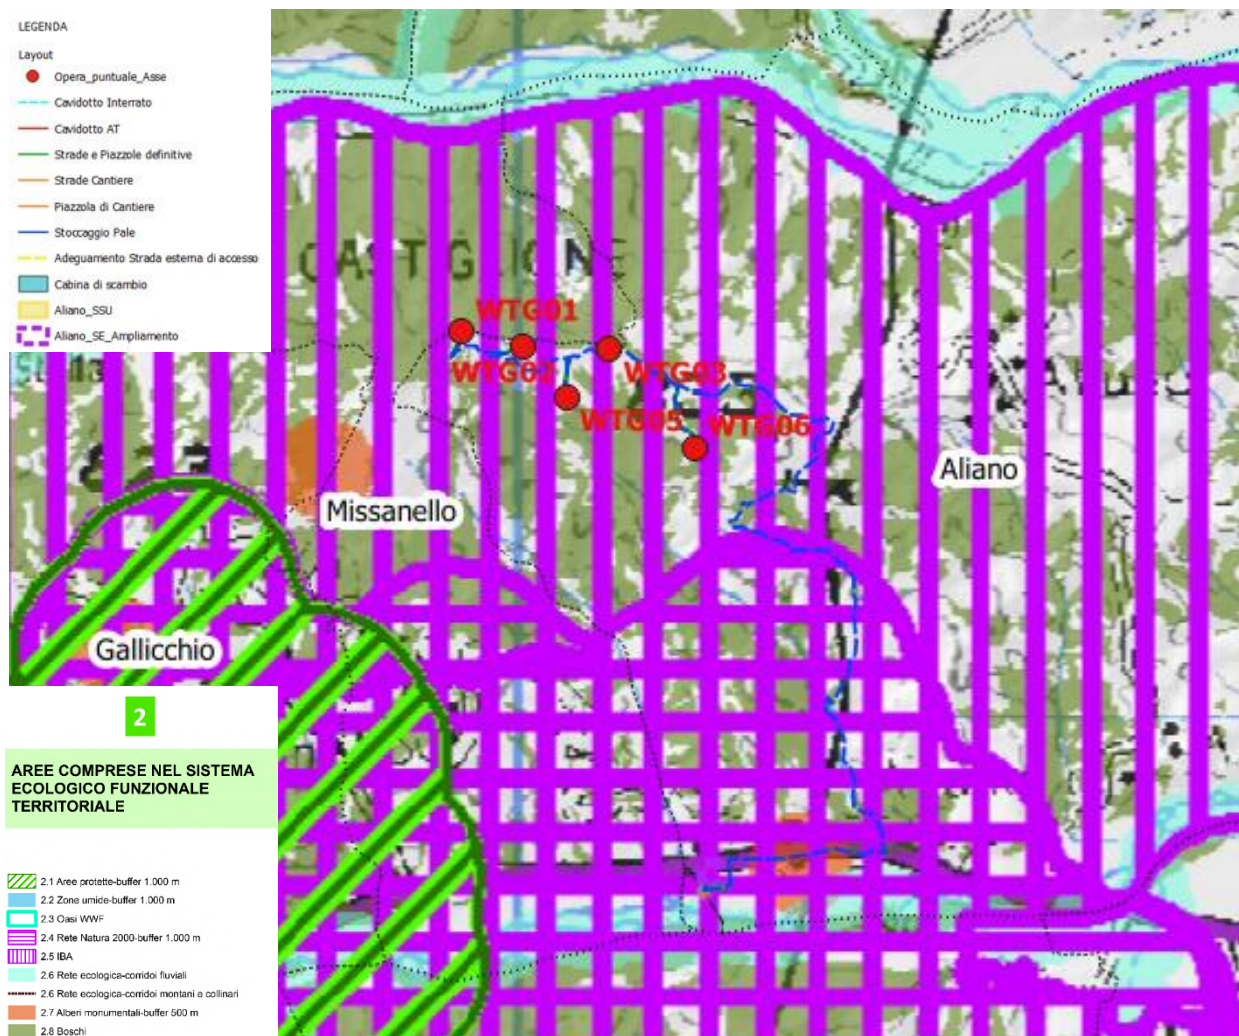 LEGENDA
Layout
Opera_puntuale_Asse
Cavidotto Interrato
Cavidotto AT
Strade e Piazzole definitive
Strade Cantiere
Piazzola di Cantiere
Stoccaggio Pale
Adeguamento Strada esterna di accesso
Cabina di scambio
Aliano_SSU
Aliano_SE_Ampliamento
CASTIGLIONE
WTG01
WTG02
WTG03
WTG05
WTG06
Aliano
Missanello
Gallicchio
2
AREE COMPRESE NEL SISTEMA
ECOLOGICO FUNZIONALE
TERRITORIALE
2.1 Aree protette-buffer 1.000 m
2.2 Zone umide-buffer 1.000 m
2.3 Oasi WWF
2.4 Rete Natura 2000-buffer 1.000 m
2.5 IBA
2.6 Rete ecologica-corridoi fluviali
2.6 Rete ecologica-corridoi montani e collinari
2.7 Alberi monumentali-buffer 500 m
2.8 Boschi